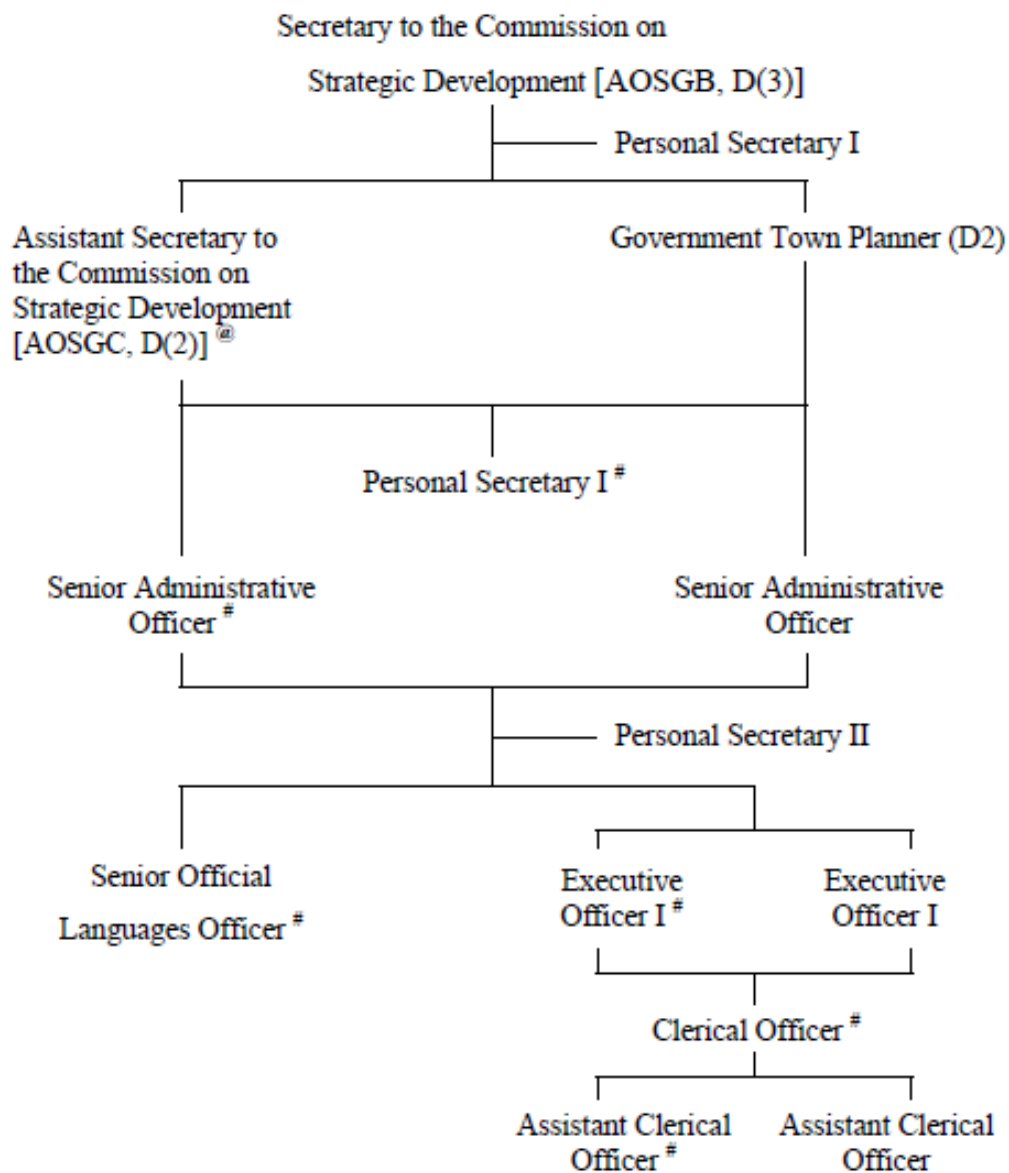 Secretary to the Commission on
Strategic Development [AOSGB, D(3)]
Personal Secretary I
Assistant Secretary to
the Commission on
Strategic Development
[AOSGC, D(2)] @
Government Town Planner (D2)
Personal Secretary I #
Senior Administrative
Officer #
Senior Administrative
Officer
Personal Secretary II
Senior Official
Languages Officer #
Executive
Officer I #
Executive
Officer I
Clerical Officer #
Assistant Clerical
Officer #
Assistant Clerical
Officer